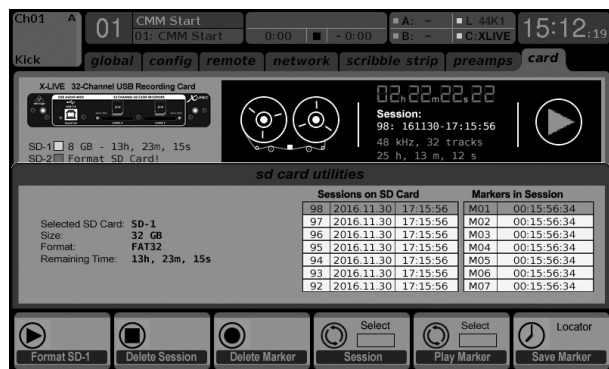 Ch01 A
Kick
01
CMM Start
01: CMM Start
0:00
- 0:00
A: -
B: -
L 44K1
C:XLIVE
15:12:19
global config remote network scribble strip preamps card
X-LIVE 32-Channel USB Recording Card
SD-1 8 GB - 13h, 23m, 15s
SD-2 Format SD Card!
02h 22m 22s 22
Session:
98: 161130-17:15:56
48 kHz, 32 tracks
25 h, 13 m, 12 s
sd card utilities
Selected SD Card: SD-1
Size: 32 GB
Format: FAT32
Remaining Time: 13h, 23m, 15s
Sessions on SD Card
98 2016.11.30 17:15:56
97 2016.11.30 17:15:56
96 2016.11.30 17:15:56
95 2016.11.30 17:15:56
94 2016.11.30 17:15:56
93 2016.11.30 17:15:56
92 2016.11.30 17:15:56
Markers in Session
M01 00:15:56:34
M02 00:15:56:34
M03 00:15:56:34
M04 00:15:56:34
M05 00:15:56:34
M06 00:15:56:34
M07 00:15:56:34
Format SD-1
Delete Session
Delete Marker
Select
Session
Select
Play Marker
Locator
Save Marker